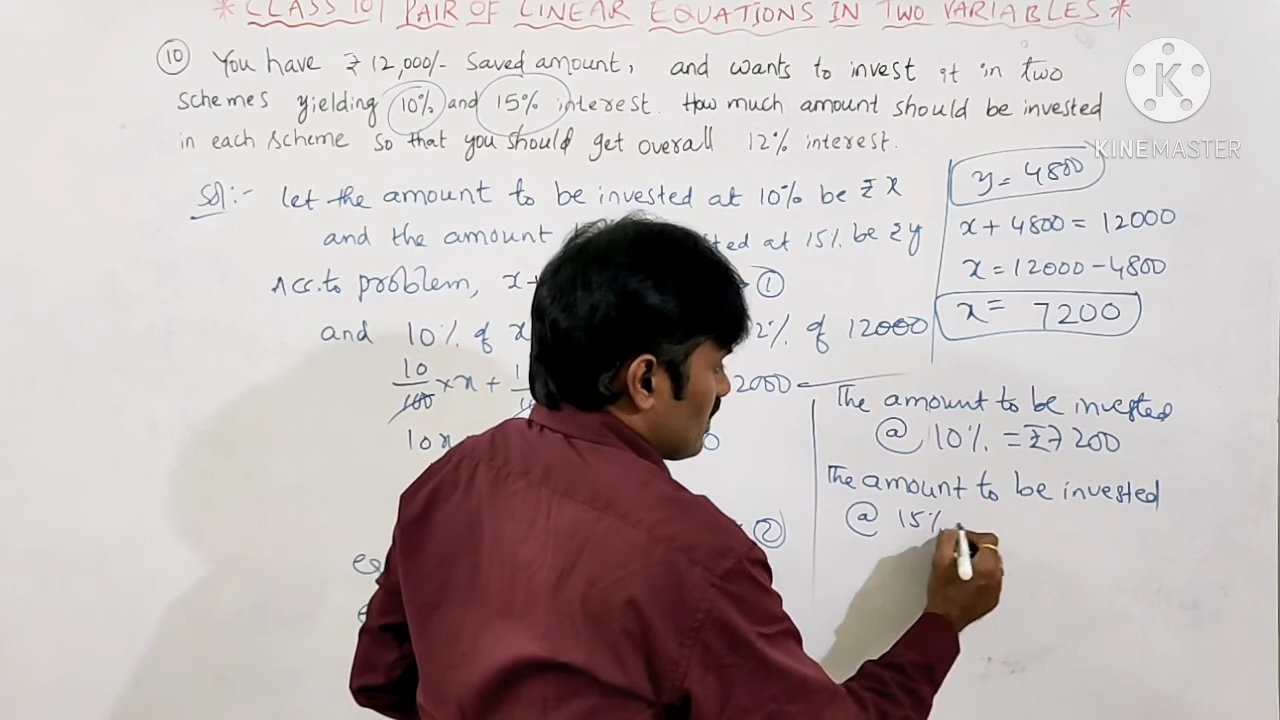 * CLASS 10 | PAIR OF LINEAR EQUATIONS IN TWO VARIABLES *
⑩ You have ₹ 12,000/- saved amount, and wants to invest it in two
schemes yielding 10% and 15% interest. How much amount should be invested
in each scheme so that you should get overall 12% interest.
Sol:- Let the amount to be invested at 10% be ₹ x
and the amount at 15% be ₹ y
Acc. to problem, x+ ①
and 10% of x 2% of 12000
10/100 × x + 2000
10x 0
②
y = 4800
x + 4800 = 12000
x = 12000 - 4800
x = 7200
The amount to be invested
@ 10% = ₹ 7200
The amount to be invested
@ 15%
K
KINEMASTER